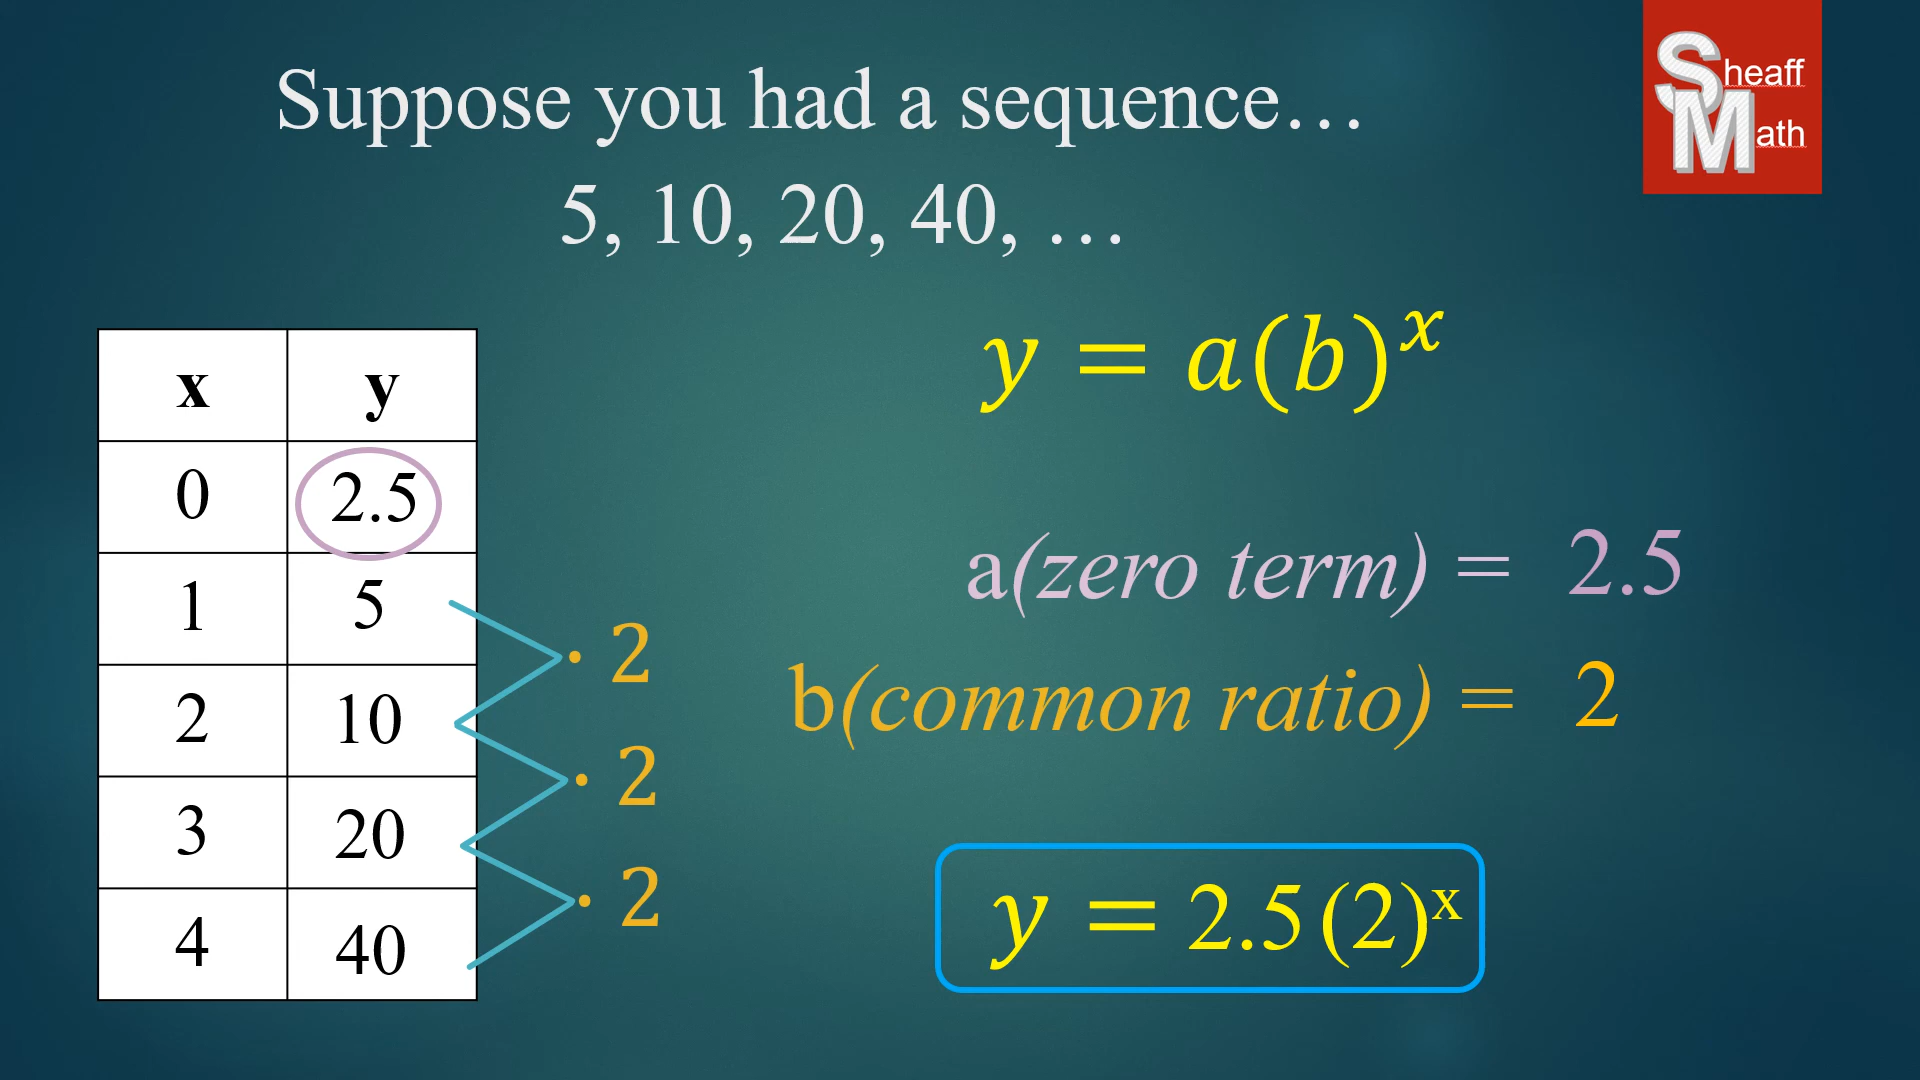 Suppose you had a sequence…
5, 10, 20, 40, …
Sheaff
Math
y = a(b)ˣ
x y
0 2.5
1 5
2 10
3 20
4 40
· 2
· 2
· 2
a(zero term) = 2.5
b(common ratio) = 2
y = 2.5(2)ˣ